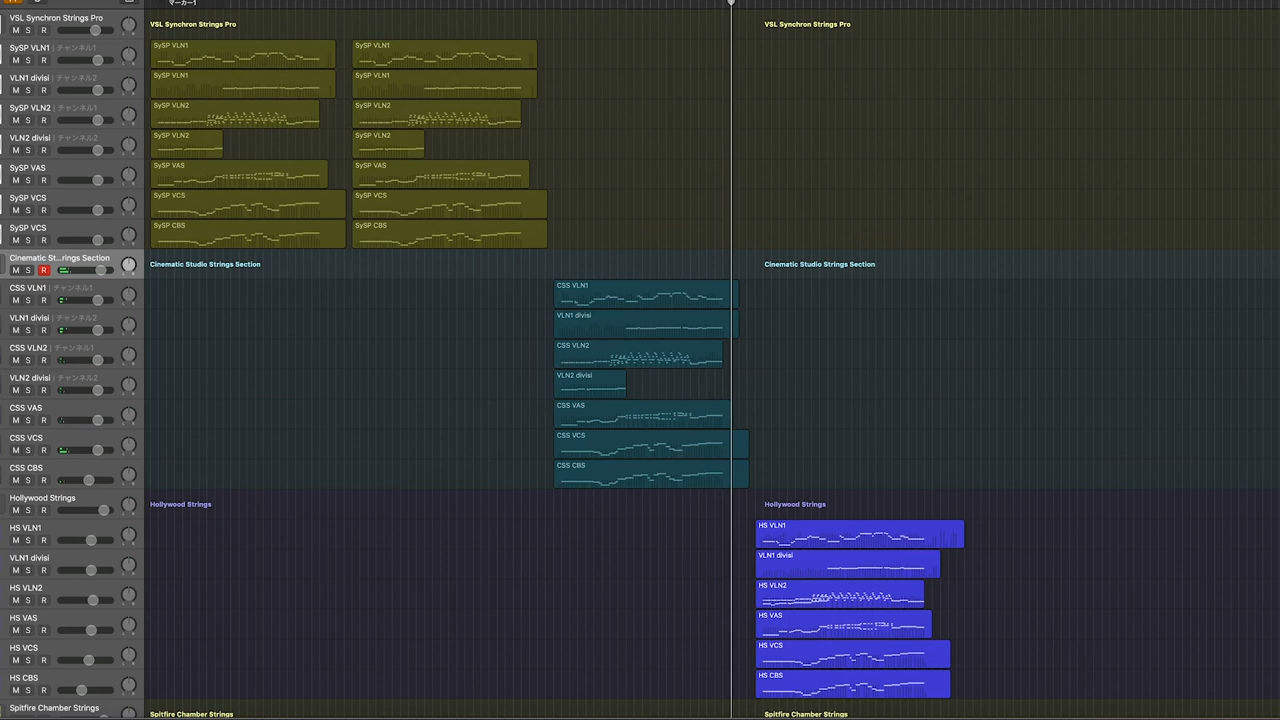 マーカー1
VSL Synchron Strings Pro
M S R
VSL Synchron Strings Pro
VSL Synchron Strings Pro
SySP VLN1 | チャンネル1
M S R
SySP VLN1
SySP VLN1
VLN1 divisi | チャンネル2
M S R
SySP VLN1
SySP VLN1
SySP VLN2 | チャンネル1
M S R
SySP VLN2
SySP VLN2
VLN2 divisi | チャンネル2
M S R
SySP VLN2
SySP VLN2
SySP VAS
M S R
SySP VAS
SySP VAS
SySP VCS
M S R
SySP VCS
SySP VCS
SySP VCS
M S R
SySP CBS
SySP CBS
Cinematic St...rings Section
M S R
Cinematic Studio Strings Section
Cinematic Studio Strings Section
CSS VLN1 | チャンネル1
M S R
CSS VLN1
VLN1 divisi | チャンネル2
M S R
VLN1 divisi
CSS VLN2 | チャンネル1
M S R
CSS VLN2
VLN2 divisi | チャンネル2
M S R
VLN2 divisi
CSS VAS
M S R
CSS VAS
CSS VCS
M S R
CSS VCS
CSS CBS
M S R
CSS CBS
Hollywood Strings
M S R
Hollywood Strings
Hollywood Strings
HS VLN1
M S R
HS VLN1
VLN1 divisi
M S R
VLN1 divisi
HS VLN2
M S R
HS VLN2
HS VAS
M S R
HS VAS
HS VCS
M S R
HS VCS
HS CBS
M S R
HS CBS
Spitfire Chamber Strings
Spitfire Chamber Strings
Spitfire Chamber Strings